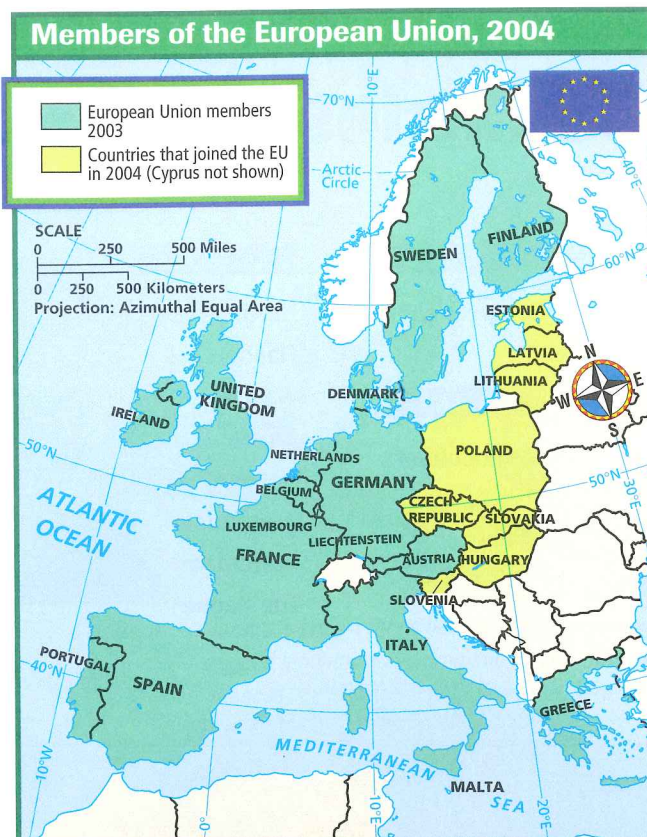 Members of the European Union, 2004
European Union members
2003
Countries that joined the EU
in 2004 (Cyprus not shown)
10°E
70°N
Arctic
Circle
40°E
SCALE
0 250 500 Miles
0 250 500 Kilometers
Projection: Azimuthal Equal Area
SWEDEN
FINLAND
60°N
ESTONIA
LATVIA
LITHUANIA
N
E
W
S
UNITED
KINGDOM
IRELAND
DENMARK
50°N
NETHERLANDS
BELGIUM
GERMANY
POLAND
50°N
30°E
ATLANTIC
OCEAN
LUXEMBOURG
CZECH
REPUBLIC
SLOVAKIA
LIECHTENSTEIN
FRANCE
AUSTRIA
HUNGARY
SLOVENIA
ITALY
PORTUGAL
40°N
SPAIN
GREECE
MEDITERRANEAN
SEA
MALTA
10°W
0°
10°E
20°E